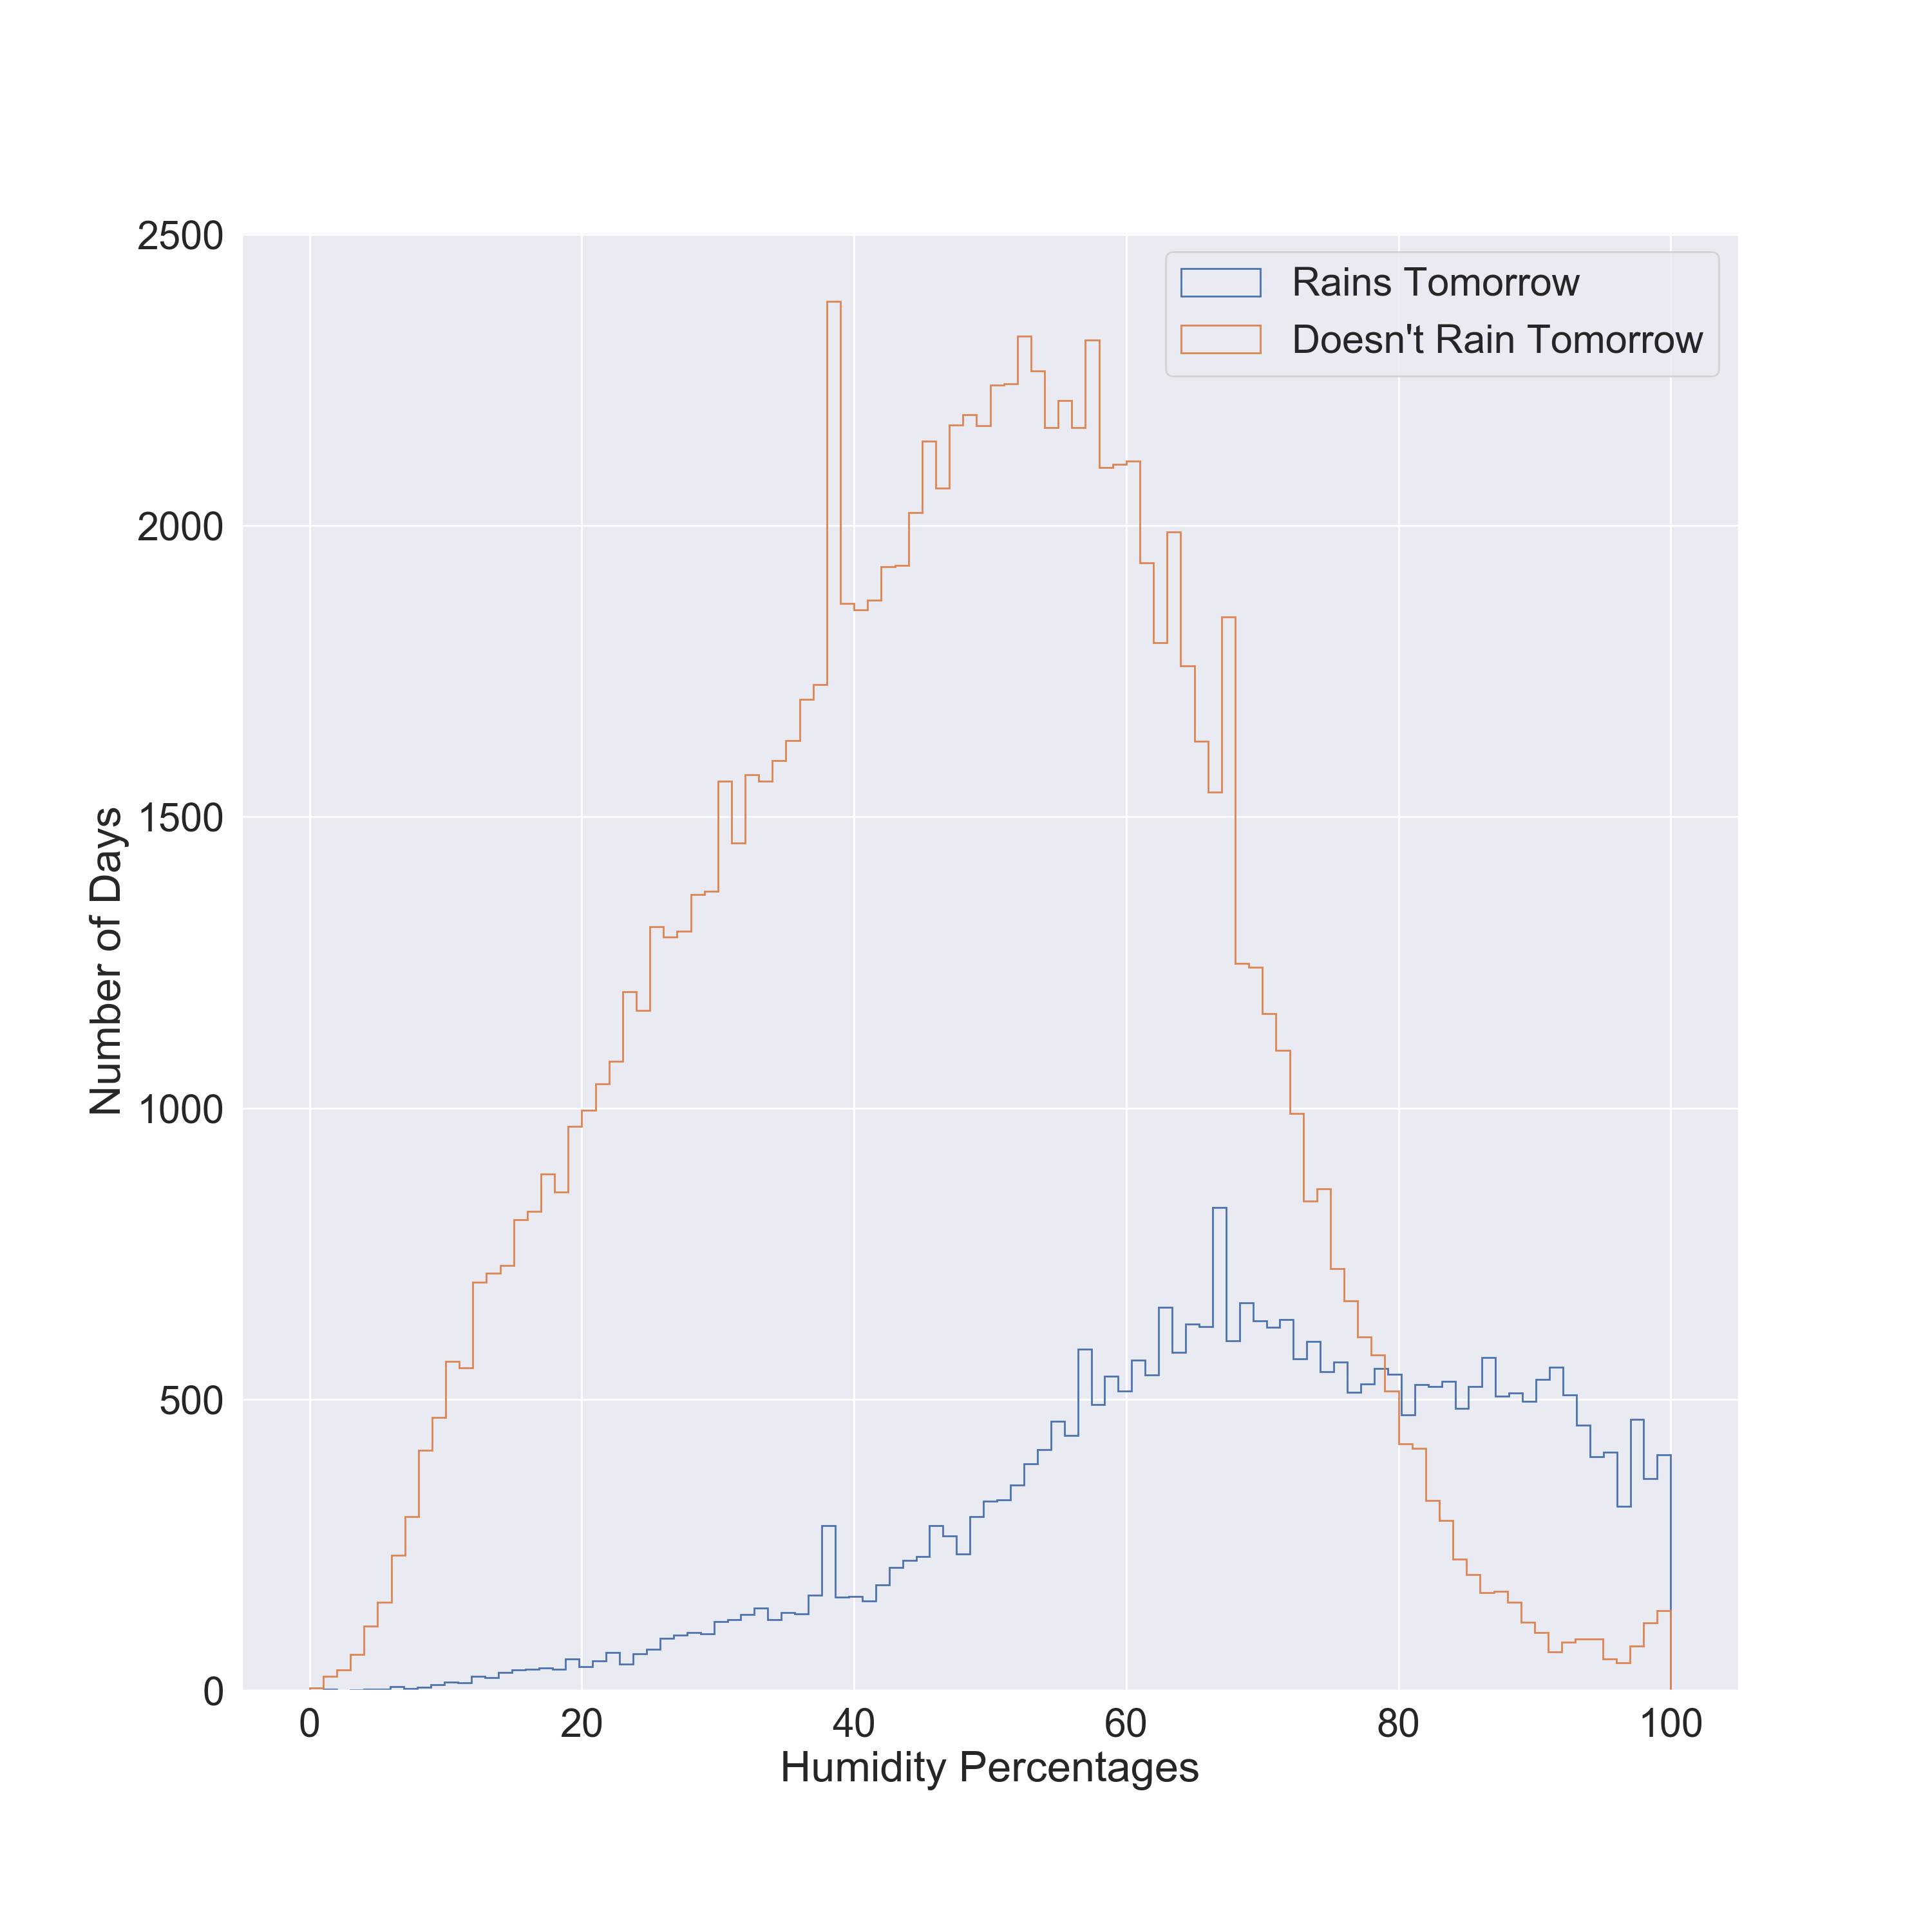 2500
2000
1500
1000
500
0
Number of Days
Rains Tomorrow
Doesn't Rain Tomorrow
0 20 40 60 80 100
Humidity Percentages